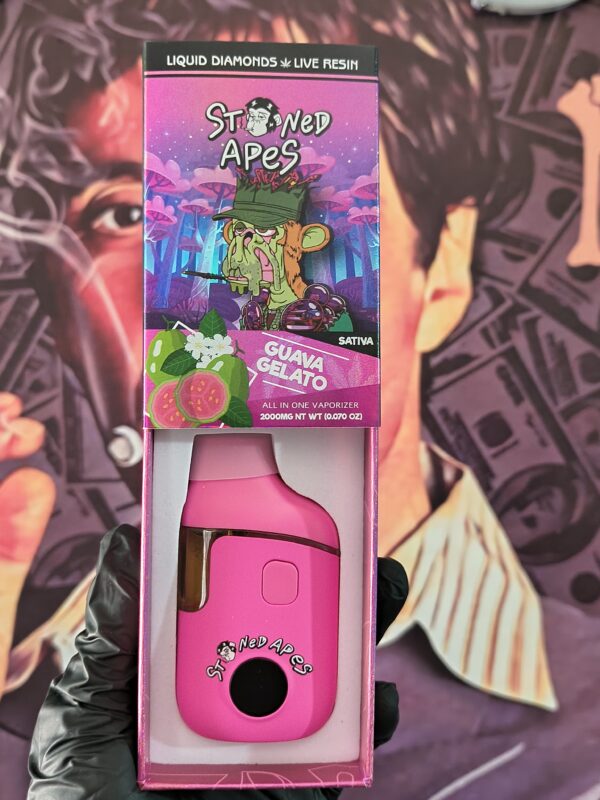 LIQUID DIAMONDS LIVE RESIN
STONED
APES
SATIVA
GUAVA
GELATO
ALL IN ONE VAPORIZER
2000MG NT WT (0.070 OZ)
STONED APES